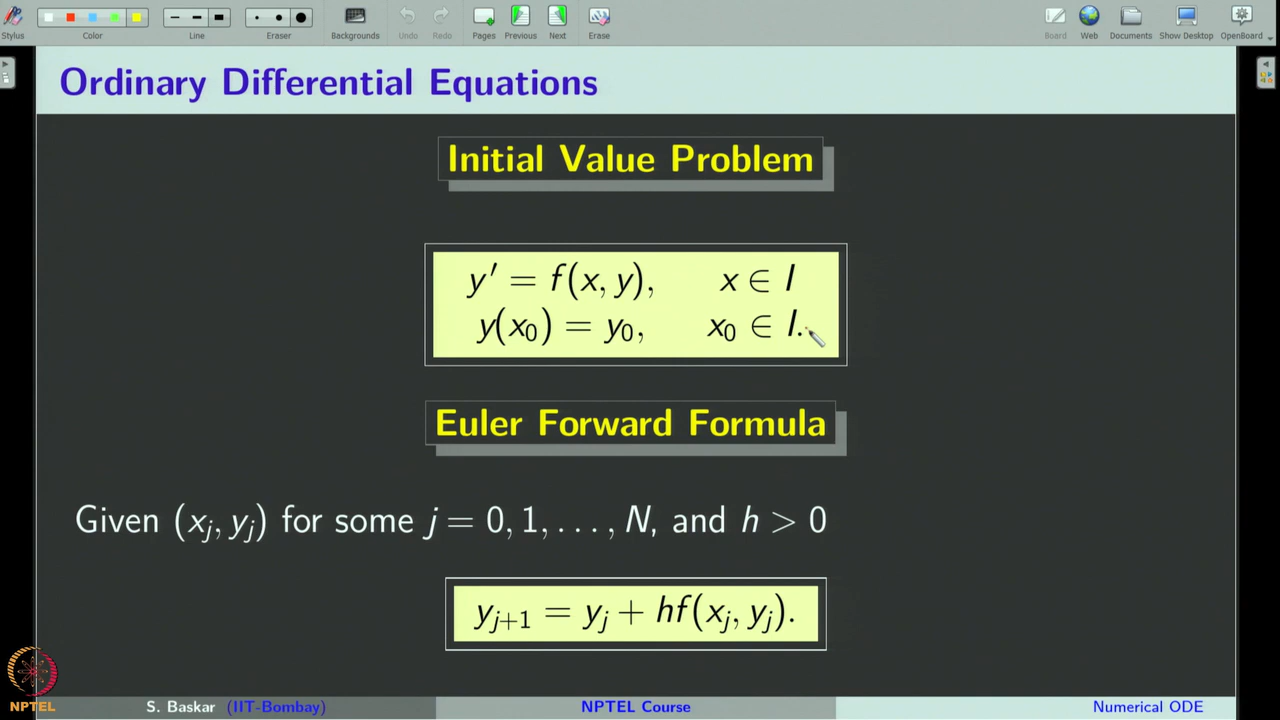 Stylus
Color
Line
Eraser
Backgrounds
Undo
Redo
Pages
Previous
Next
Erase
Board
Web
Documents
Show Desktop
OpenBoard
Ordinary Differential Equations
Initial Value Problem
y′ = f(x, y), x ∈ I
y(x₀) = y₀, x₀ ∈ I.
Euler Forward Formula
Given (xⱼ, yⱼ) for some j = 0, 1, . . . , N, and h > 0
yⱼ₊₁ = yⱼ + hf(xⱼ, yⱼ).
NPTEL
S. Baskar (IIT-Bombay)
NPTEL Course
Numerical ODE